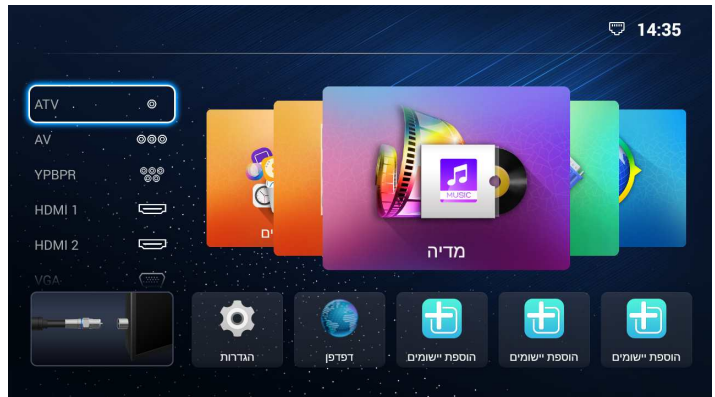 14:35
ATV
AV
YPBPR
HDMI 1
HDMI 2
VGA
MUSIC
מדיה
הגדרות
דפדפן
הוספת יישומים
הוספת יישומים
הוספת יישומים